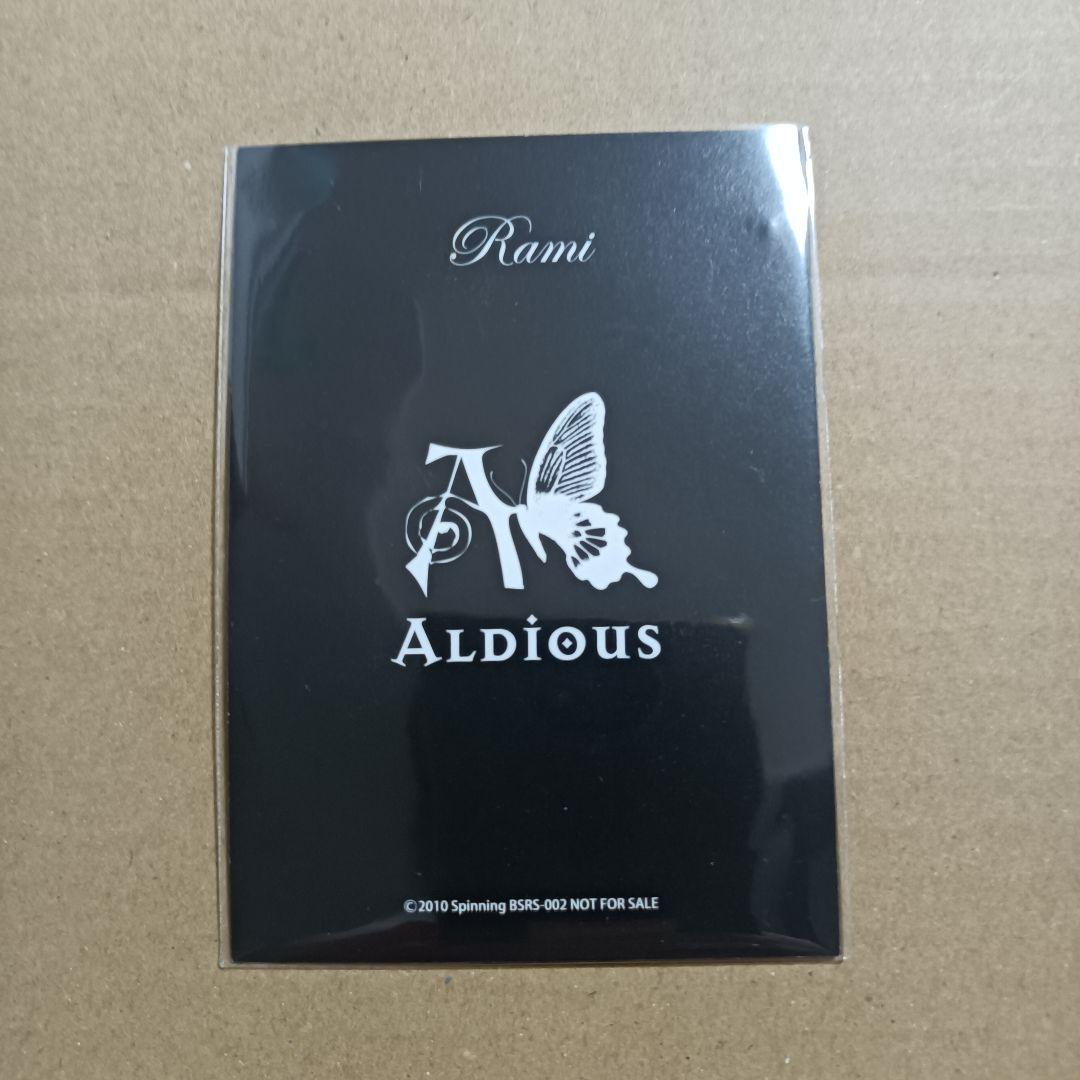 Rami
A
ALDiOUS
©2010 Spinning BSRS-002 NOT FOR SALE